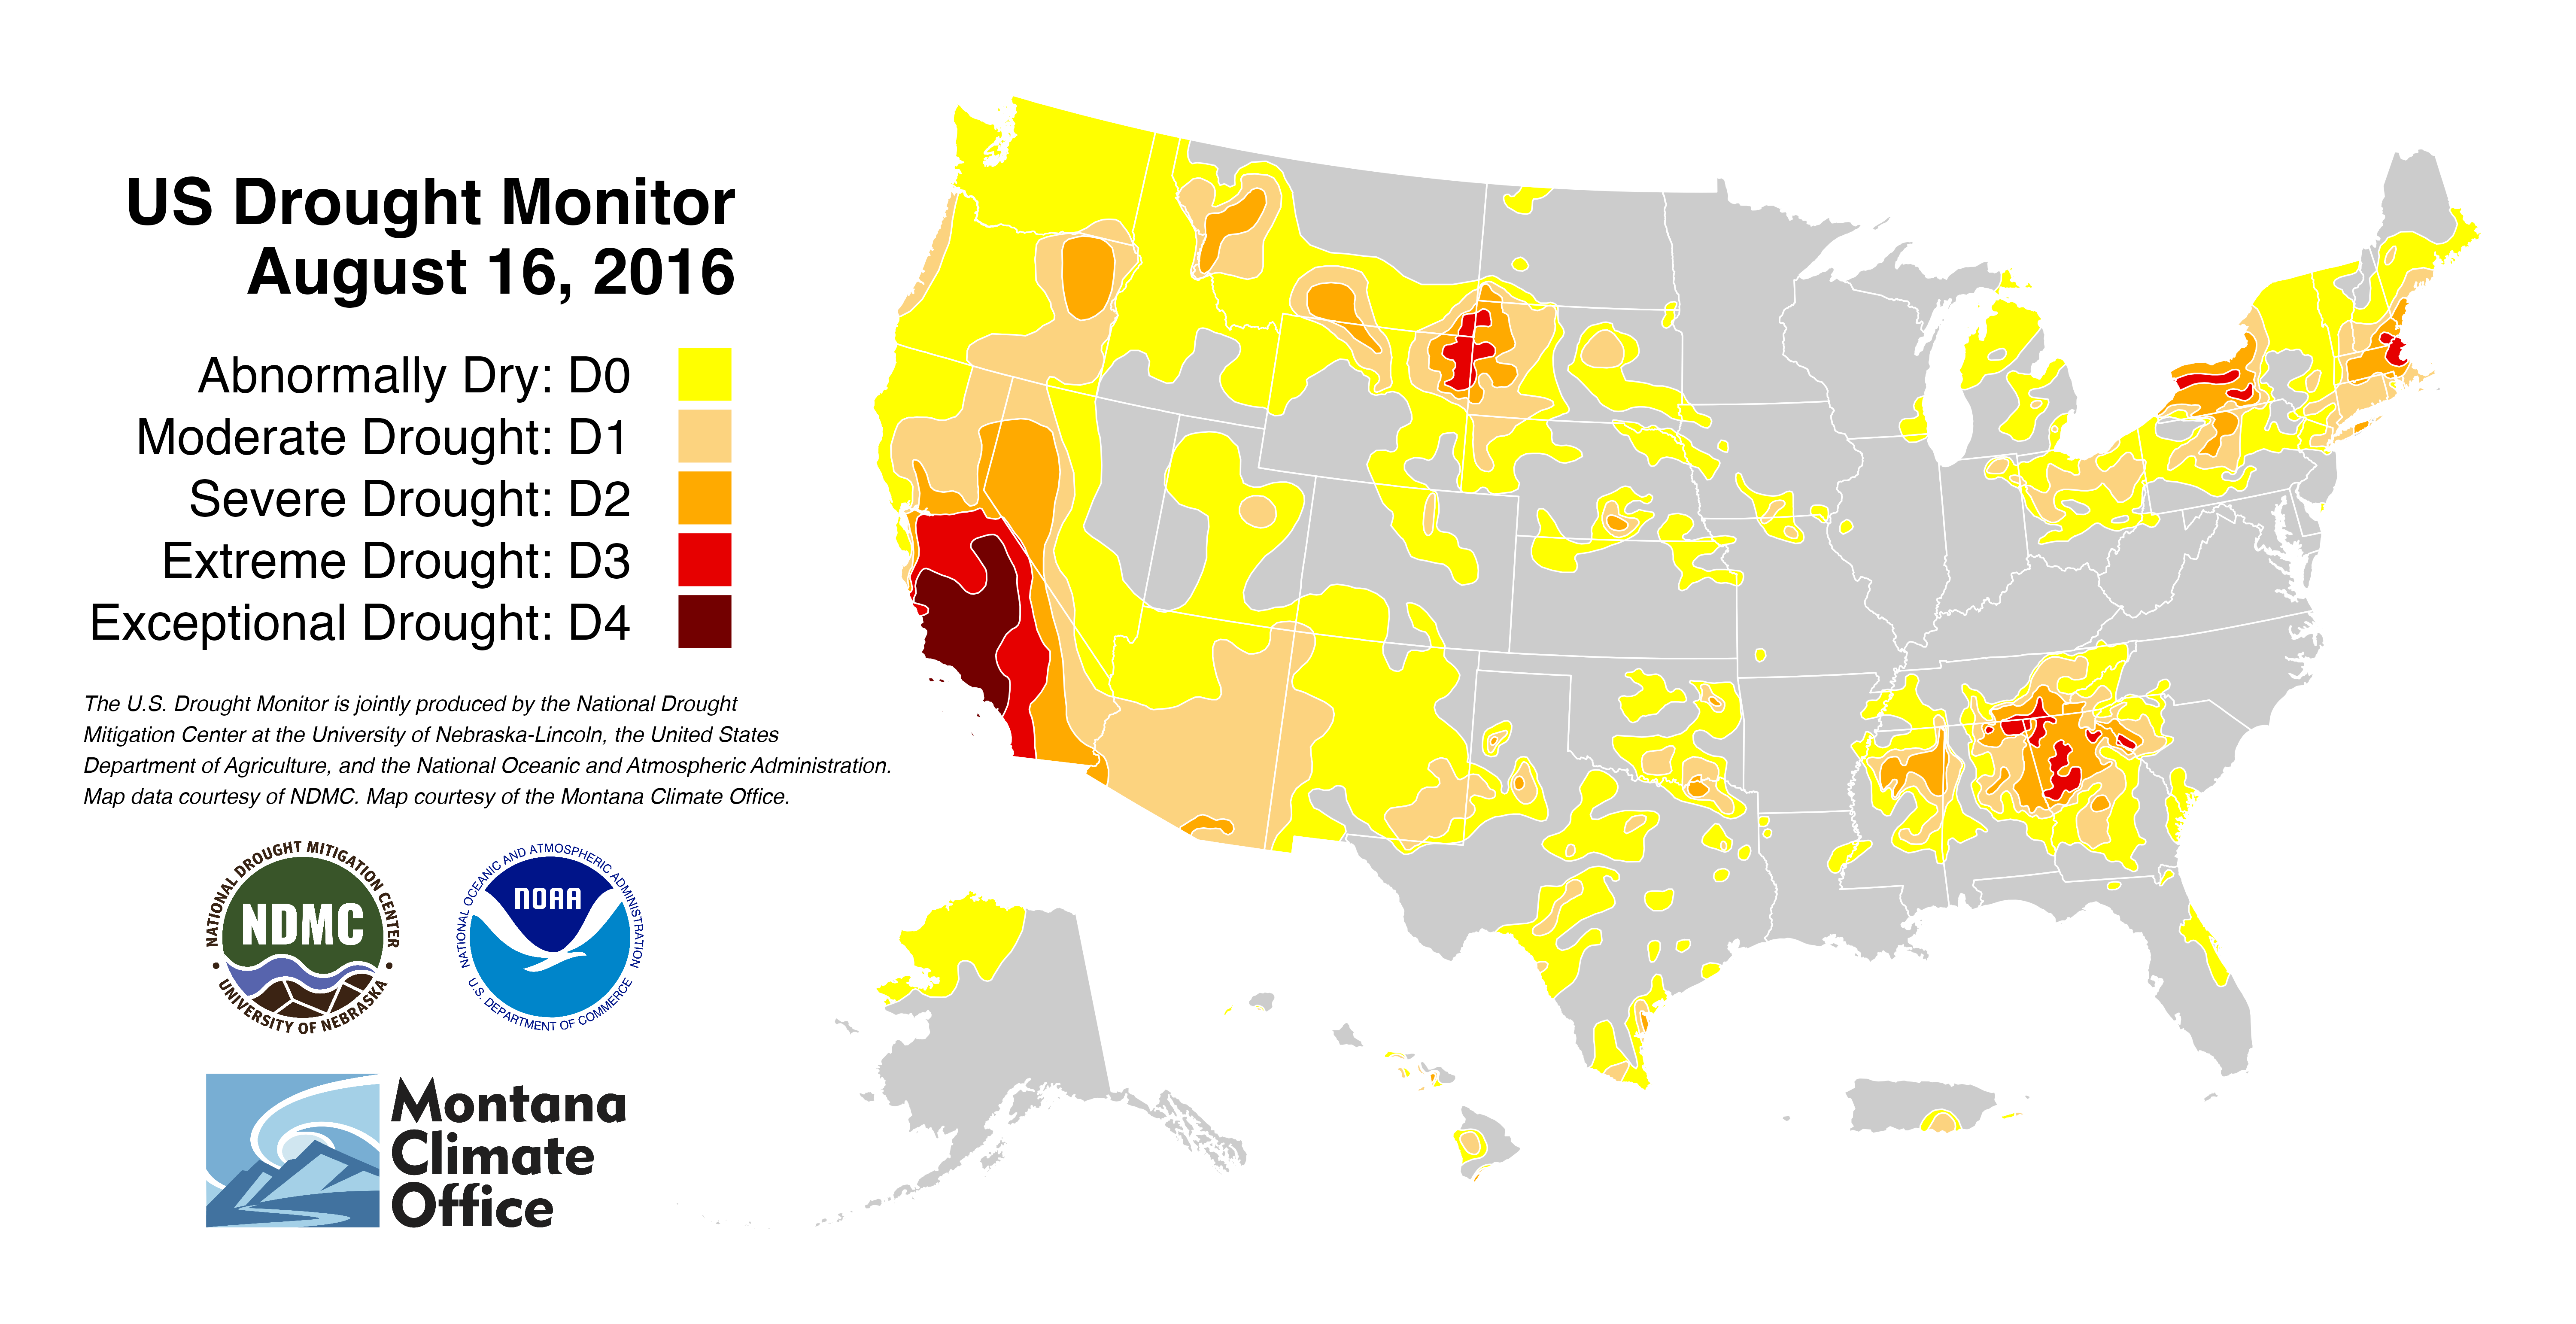 US Drought Monitor
August 16, 2016
Abnormally Dry: D0
Moderate Drought: D1
Severe Drought: D2
Extreme Drought: D3
Exceptional Drought: D4
The U.S. Drought Monitor is jointly produced by the National Drought
Mitigation Center at the University of Nebraska-Lincoln, the United States
Department of Agriculture, and the National Oceanic and Atmospheric Administration.
Map data courtesy of NDMC. Map courtesy of the Montana Climate Office.
NATIONAL DROUGHT MITIGATION CENTER
NDMC
• UNIVERSITY OF NEBRASKA •
NATIONAL OCEANIC AND ATMOSPHERIC ADMINISTRATION
NOAA
U.S. DEPARTMENT OF COMMERCE
Montana
Climate
Office